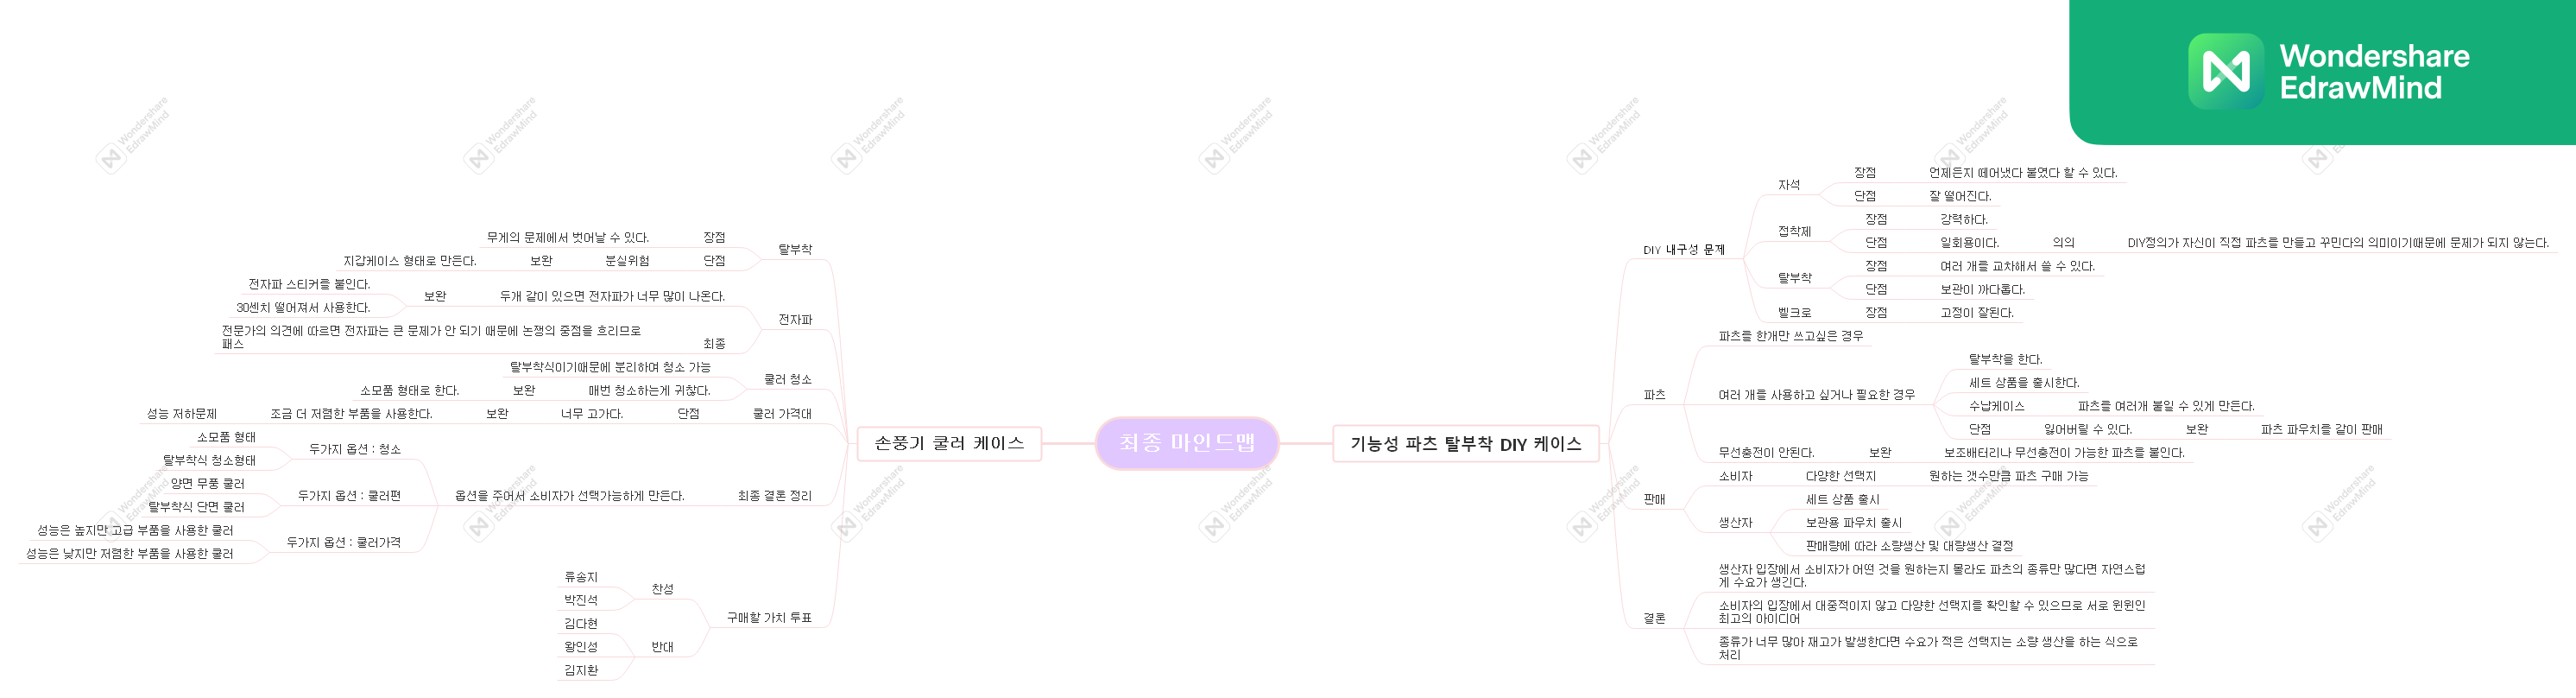 Wondershare
EdrawMind
최종 마인드맵
손풍기 쿨러 케이스
탈부착
장점
무게의 문제에서 벗어날 수 있다.
단점
분실위험
보완
지갑케이스 형태로 만든다.
전자파
두개 같이 있으면 전자파가 너무 많이 나온다.
보완
전자파 스티커를 붙인다.
30센치 떨어져서 사용한다.
최종
전문가의 의견에 따르면 전자파는 큰 문제가 안 되기 때문에 논쟁의 중점을 흐리므로
패스
쿨러 청소
탈부착식이기때문에 분리하여 청소 가능
매번 청소하는게 귀찮다.
보완
소모품 형태로 한다.
쿨러 가격대
단점
너무 고가다.
보완
조금 더 저렴한 부품을 사용한다.
성능 저하문제
최종 결론 정리
옵션을 주어서 소비자가 선택가능하게 만든다.
두가지 옵션 : 청소
소모품 형태
탈부착식 청소형태
두가지 옵션 : 쿨러편
양면 무풍 쿨러
탈부착식 단면 쿨러
두가지 옵션 : 쿨러가격
성능은 높지만 고급 부품을 사용한 쿨러
성능은 낮지만 저렴한 부품을 사용한 쿨러
구매할 가치 투표
찬성
류송지
박진석
반대
김다현
왕인성
김지환
기능성 파츠 탈부착 DIY 케이스
DIY 내구성 문제
자석
장점
언제든지 떼어냈다 붙였다 할 수 있다.
단점
잘 떨어진다.
접착제
장점
강력하다.
단점
일회용이다.
의의
DIY정의가 자신이 직접 파츠를 만들고 꾸민다의 의미이기때문에 문제가 되지 않는다.
탈부착
장점
여러 개를 교차해서 쓸 수 있다.
단점
보관이 까다롭다.
벨크로
장점
고정이 잘된다.
파츠
파츠를 한개만 쓰고싶은 경우
여러 개를 사용하고 싶거나 필요한 경우
탈부착을 한다.
세트 상품을 출시한다.
수납케이스
파츠를 여러개 붙일 수 있게 만든다.
단점
잃어버릴 수 있다.
보완
파츠 파우치를 같이 판매
무선충전이 안된다.
보완
보조배터리나 무선충전이 가능한 파츠를 붙인다.
판매
소비자
다양한 선택지
원하는 갯수만큼 파츠 구매 가능
생산자
세트 상품 출시
보관용 파우치 출시
판매량에 따라 소량생산 및 대량생산 결정
결론
생산자 입장에서 소비자가 어떤 것을 원하는지 몰라도 파츠의 종류만 많다면 자연스럽
게 수요가 생긴다.
소비자의 입장에서 대중적이지 않고 다양한 선택지를 확인할 수 있으므로 서로 윈윈인
최고의 아이디어
종류가 너무 많아 재고가 발생한다면 수요가 적은 선택지는 소량 생산을 하는 식으로
처리